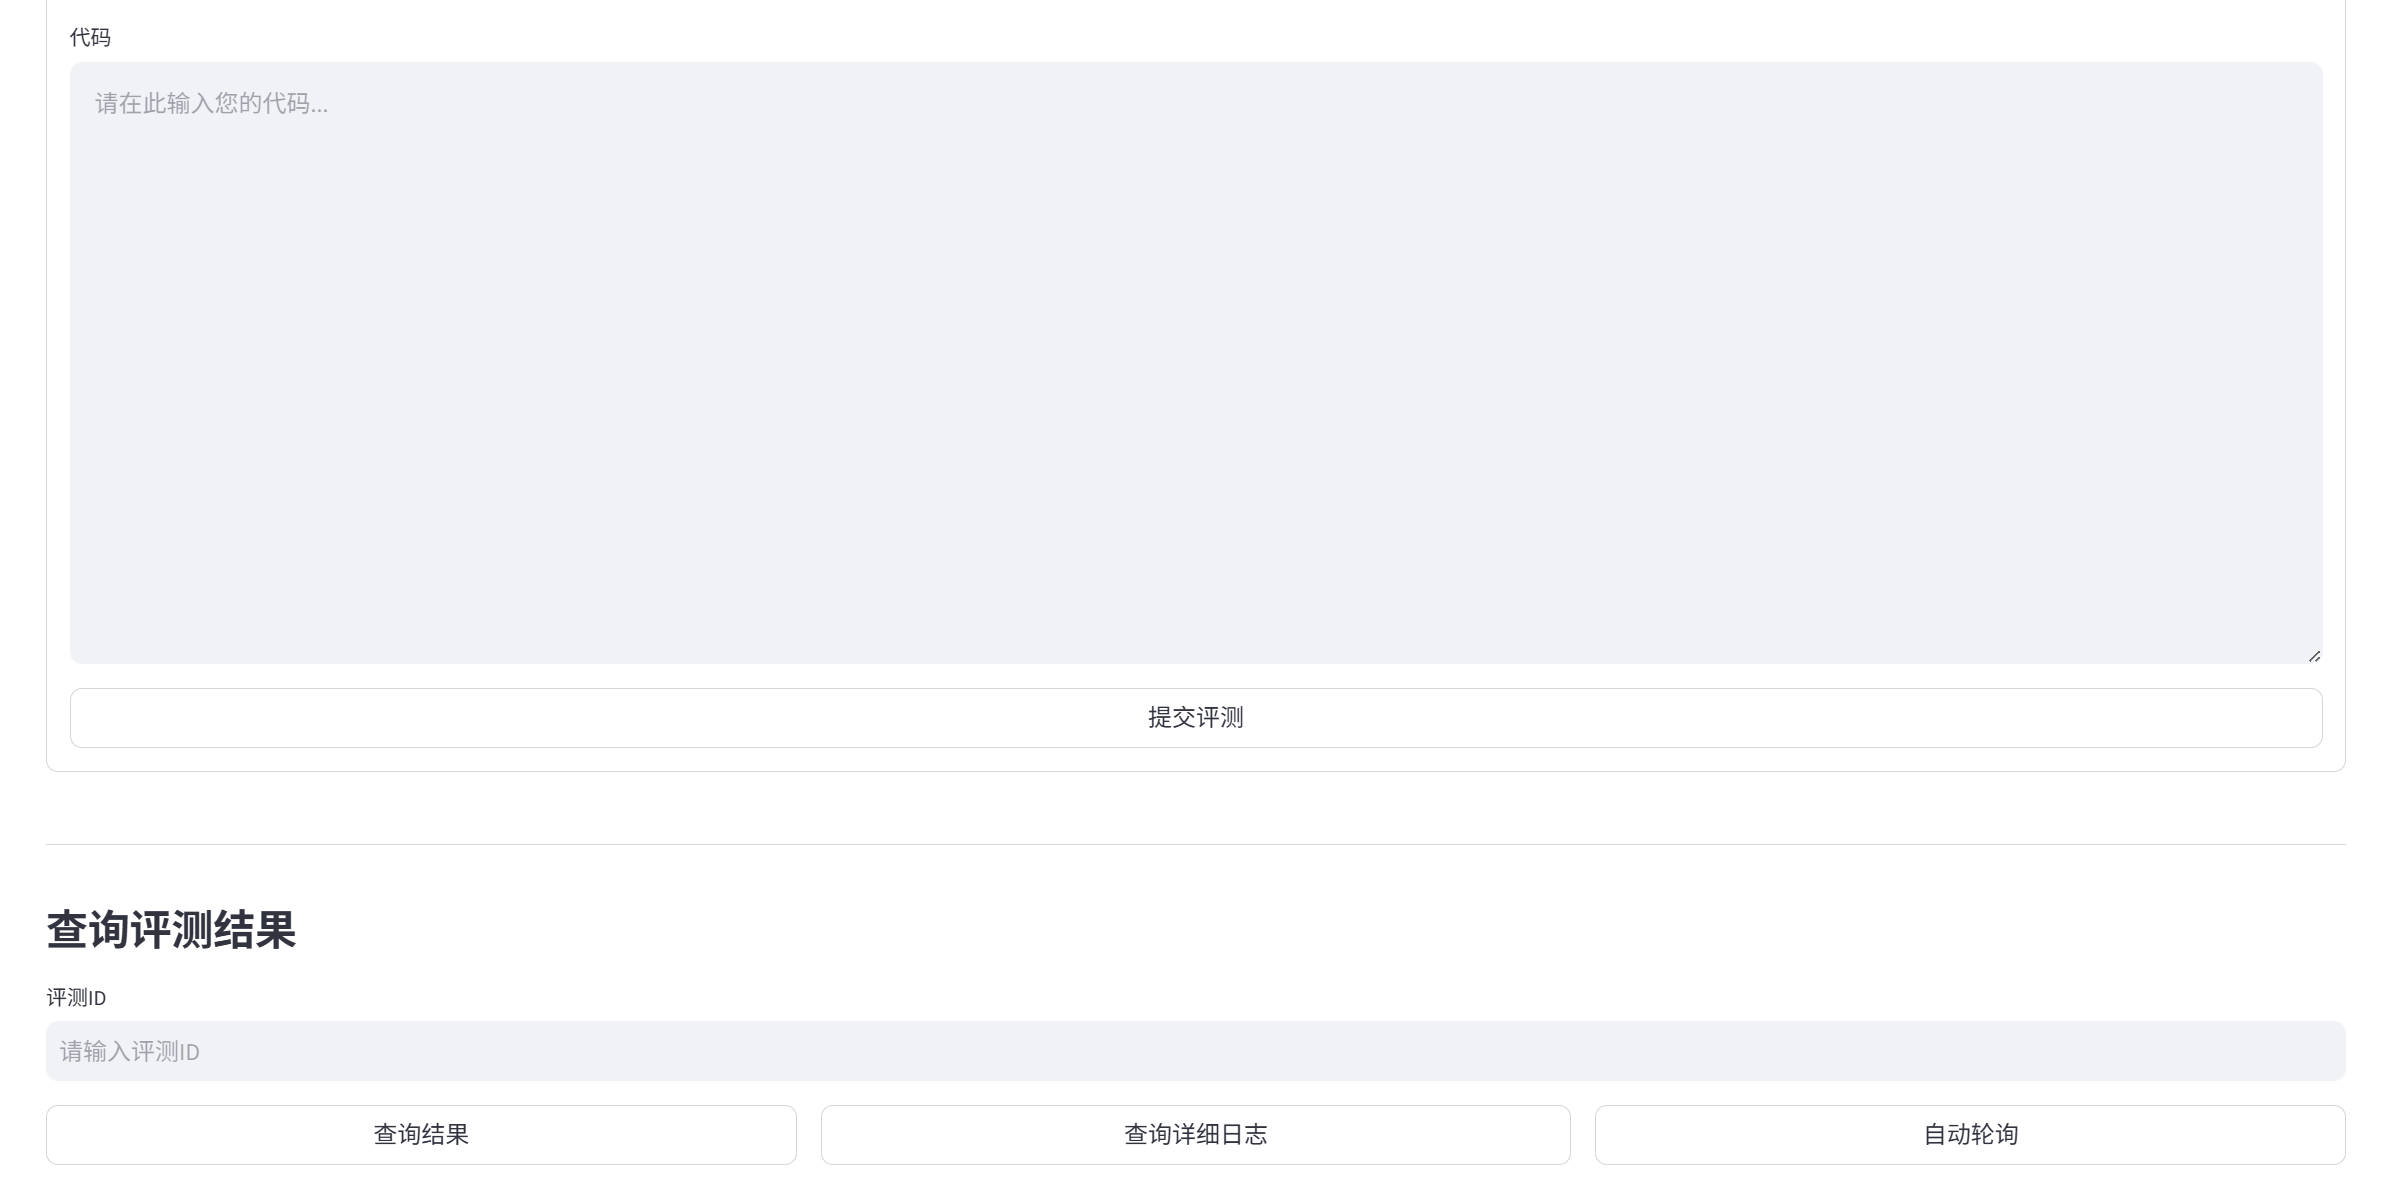 代码
请在此输入您的代码...
提交评测
查询评测结果
评测ID
请输入评测ID
查询结果
查询详细日志
自动轮询